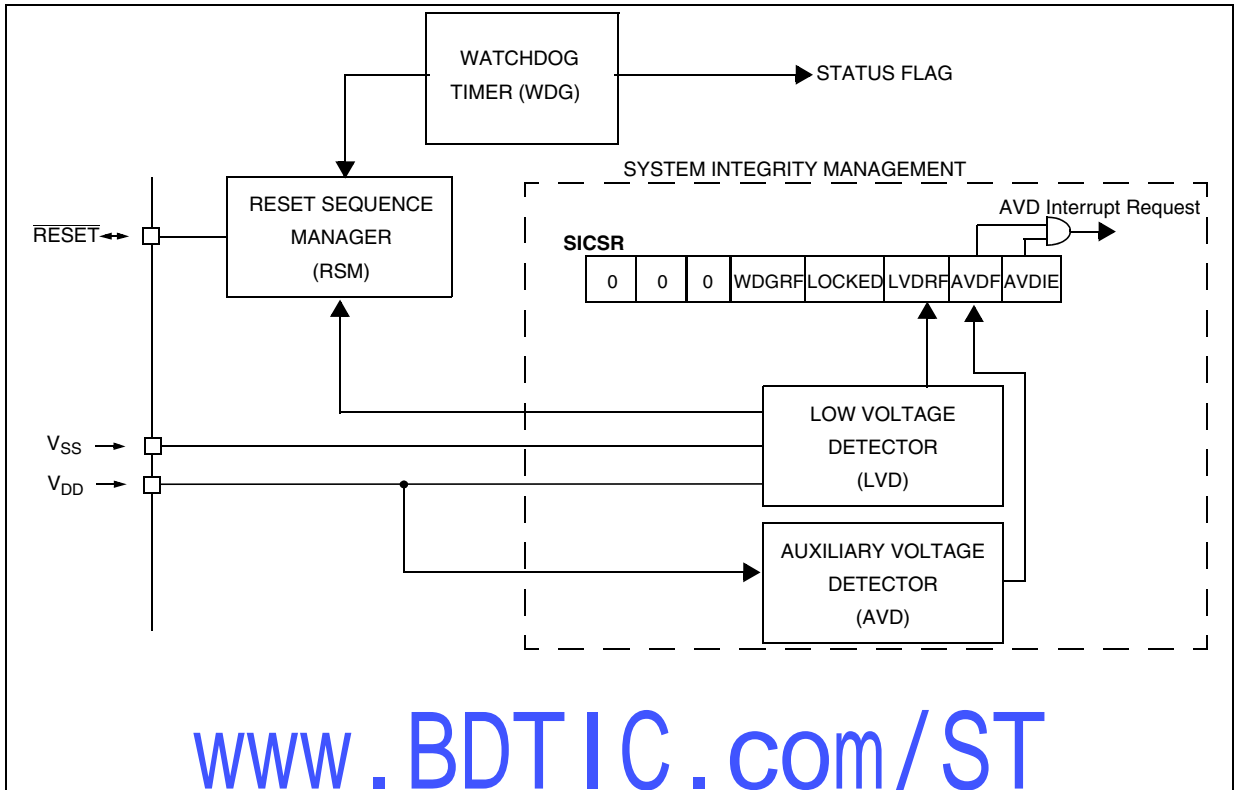 WATCHDOG
TIMER (WDG)
STATUS FLAG
SYSTEM INTEGRITY MANAGEMENT
RESET SEQUENCE
MANAGER
(RSM)
RESET
AVD Interrupt Request
SICSR
0 0 0 WDGRF LOCKED LVDRF AVDF AVDIE
LOW VOLTAGE
DETECTOR
(LVD)
VSS
VDD
AUXILIARY VOLTAGE
DETECTOR
(AVD)
www.BDTIC.com/ST